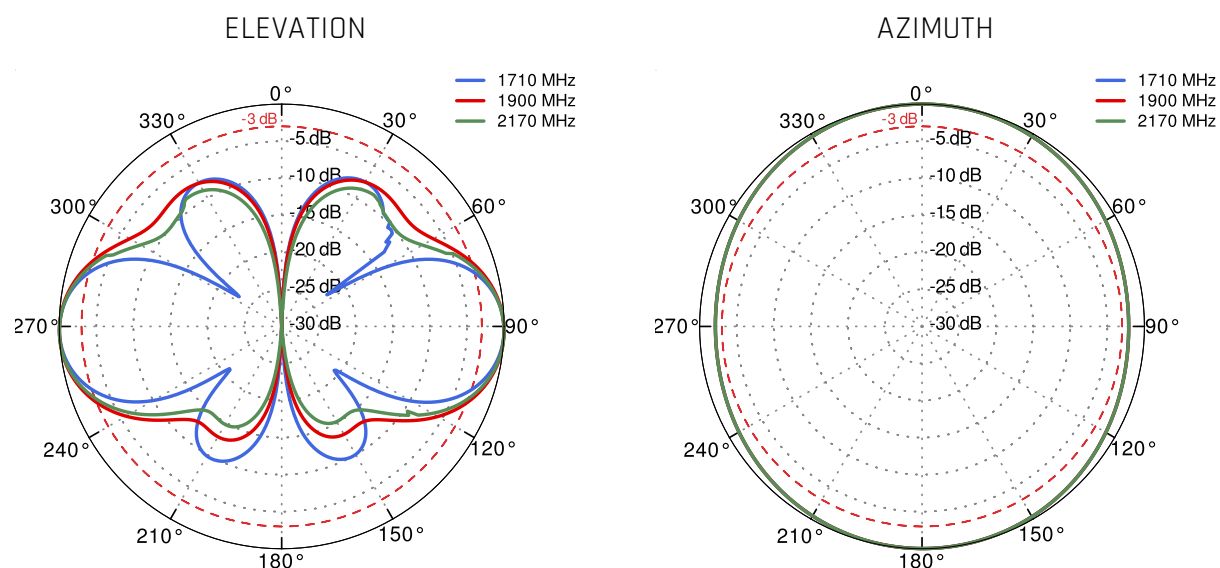 ELEVATION
1710 MHz
1900 MHz
2170 MHz
0°
30°
60°
90°
120°
150°
180°
210°
240°
270°
300°
330°
-3 dB
-5 dB
-10 dB
-15 dB
20 dB
-25 dB
-30 dB
AZIMUTH
1710 MHz
1900 MHz
2170 MHz
0°
30°
60°
90°
120°
150°
180°
210°
240°
270°
300°
330°
-3 dB
-5 dB
-10 dB
-15 dB
-20 dB
-25 dB
-30 dB